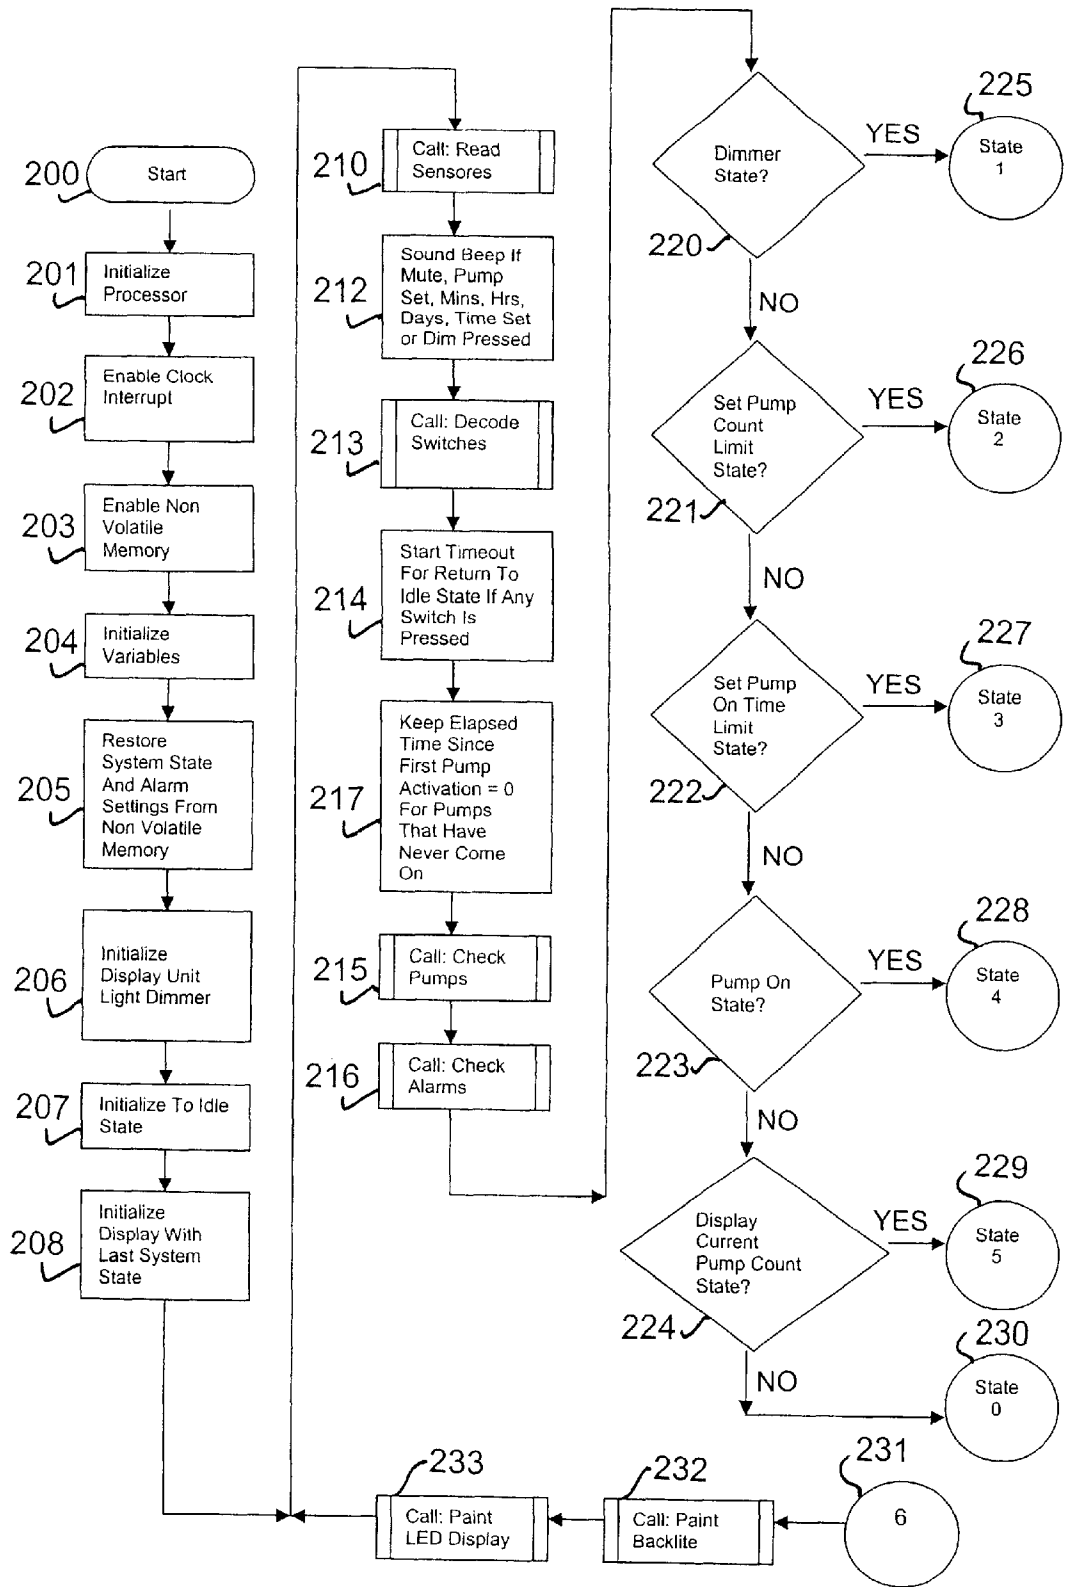 200
Start
201
Initialize
Processor
202
Enable Clock
Interrupt
203
Enable Non
Volatile
Memory
204
Initialize
Variables
205
Restore
System State
And Alarm
Settings From
Non Volatile
Memory
206
Initialize
Display Unit
Light Dimmer
207
Initialize To Idle
State
208
Initialize
Display With
Last System
State
210
Call: Read
Sensores
212
Sound Beep If
Mute, Pump
Set, Mins, Hrs,
Days, Time Set
or Dim Pressed
213
Call: Decode
Switches
214
Start Timeout
For Return To
Idle State If Any
Switch Is
Pressed
217
Keep Elapsed
Time Since
First Pump
Activation = 0
For Pumps
That Have
Never Come
On
215
Call: Check
Pumps
216
Call: Check
Alarms
Dimmer
State?
220
YES
225
State
1
NO
Set Pump
Count
Limit
State?
221
YES
226
State
2
NO
Set Pump
On Time
Limit
State?
222
YES
227
State
3
NO
Pump On
State?
223
YES
228
State
4
NO
Display
Current
Pump Count
State?
224
YES
229
State
5
NO
230
State
0
231
6
232
Call: Paint
Backlite
233
Call: Paint
LED Display